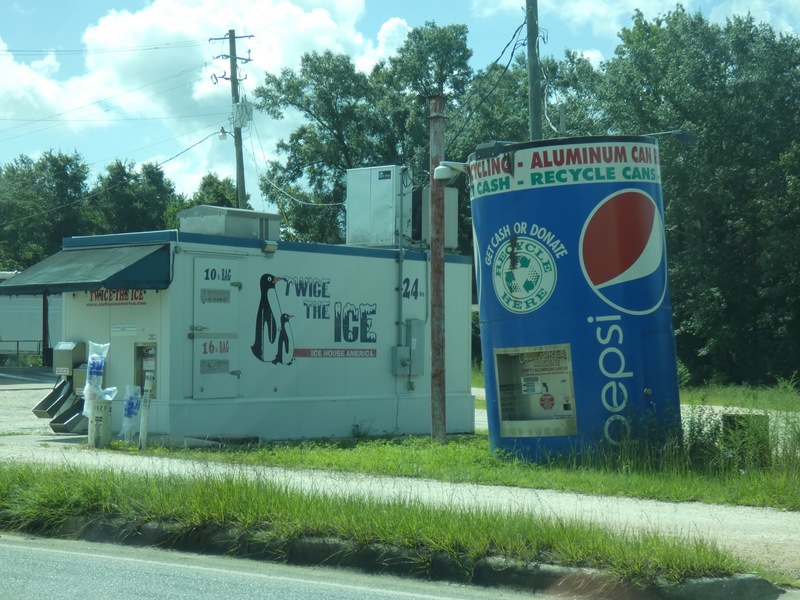 TWICE THE ICE
10 lb BAG
16 lb BAG
TWICE
THE
ICE
ICE HOUSE AMERICA
24
CYCLING - ALUMINUM CAN
CASH - RECYCLE CANS
GET CASH OR DONATE
RECYCLE
HERE
pepsi